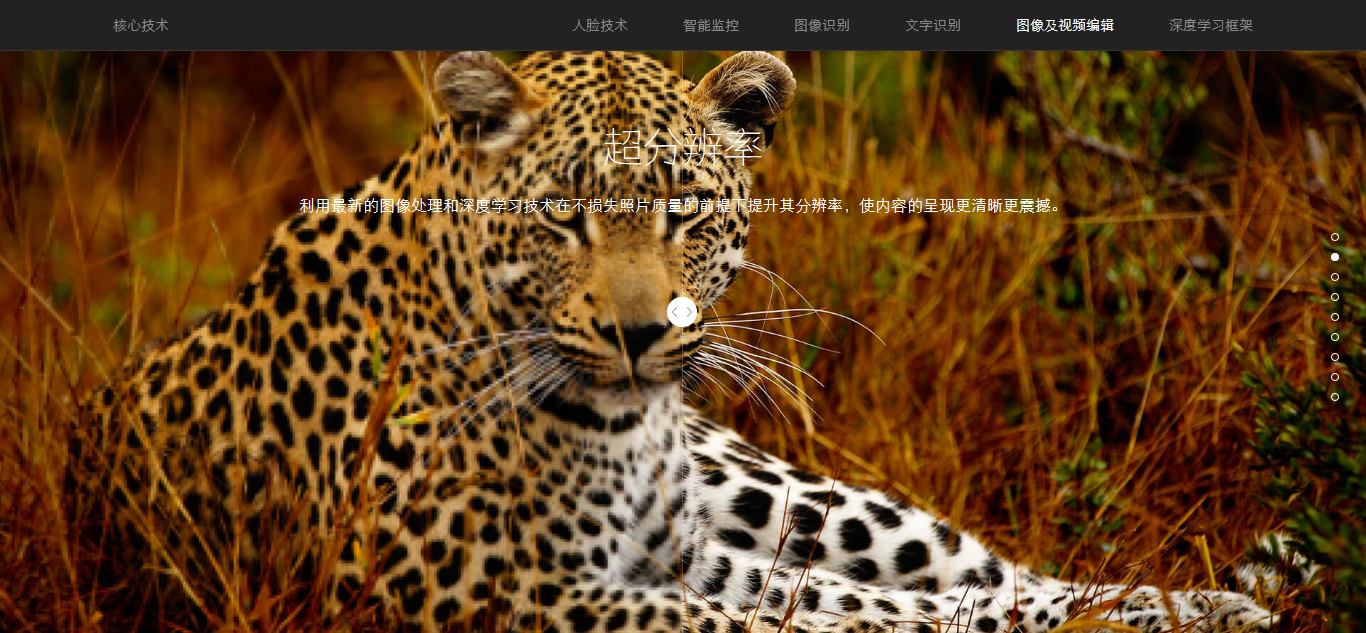 核心技术 人脸技术 智能监控 图像识别 文字识别 图像及视频编辑 深度学习框架
超分辨率
利用最新的图像处理和深度学习技术在不损失照片质量的前提下提升其分辨率，使内容的呈现更清晰更震撼。